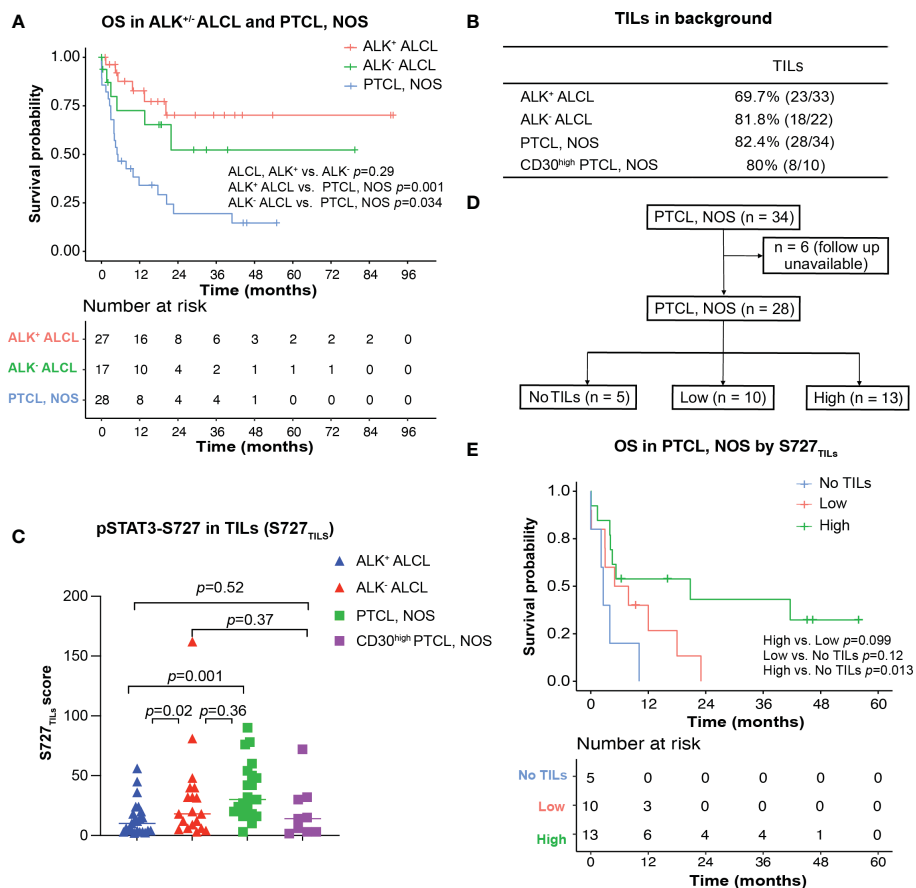 A
OS in ALK+/- ALCL and PTCL, NOS
ALK+ ALCL
ALK- ALCL
PTCL, NOS
Survival probability
1.00
0.75
0.50
0.25
0.00
ALCL, ALK+ vs. ALK- p=0.29
ALK+ ALCL vs. PTCL, NOS p=0.001
ALK- ALCL vs. PTCL, NOS p=0.034
0 12 24 36 48 60 72 84 96
Time (months)
Number at risk
ALK+ ALCL 27 16 8 6 3 2 2 2 0
ALK- ALCL 17 10 4 2 1 1 1 0 0
PTCL, NOS 28 8 4 4 1 0 0 0 0
0 12 24 36 48 60 72 84 96
Time (months)
B
TILs in background
TILs
ALK+ ALCL 69.7% (23/33)
ALK- ALCL 81.8% (18/22)
PTCL, NOS 82.4% (28/34)
CD30high PTCL, NOS 80% (8/10)
C
pSTAT3-S727 in TILs (S727TILS)
ALK+ ALCL
ALK- ALCL
PTCL, NOS
CD30high PTCL, NOS
S727TILs score
200
150
100
50
0
p=0.52
p=0.37
p=0.001
p=0.02
p=0.36
D
PTCL, NOS (n = 34)
n = 6 (follow up
unavailable)
PTCL, NOS (n = 28)
No TILs (n = 5)
Low (n = 10)
High (n = 13)
E
OS in PTCL, NOS by S727TILs
No TILs
Low
High
Survival probability
1.0
0.8
0.5
0.2
0.0
High vs. Low p=0.099
Low vs. No TILs p=0.12
High vs. No TILs p=0.013
0 12 24 36 48 60
Time (months)
Number at risk
No TILs 5 0 0 0 0 0
Low 10 3 0 0 0 0
High 13 6 4 4 1 0
0 12 24 36 48 60
Time (months)